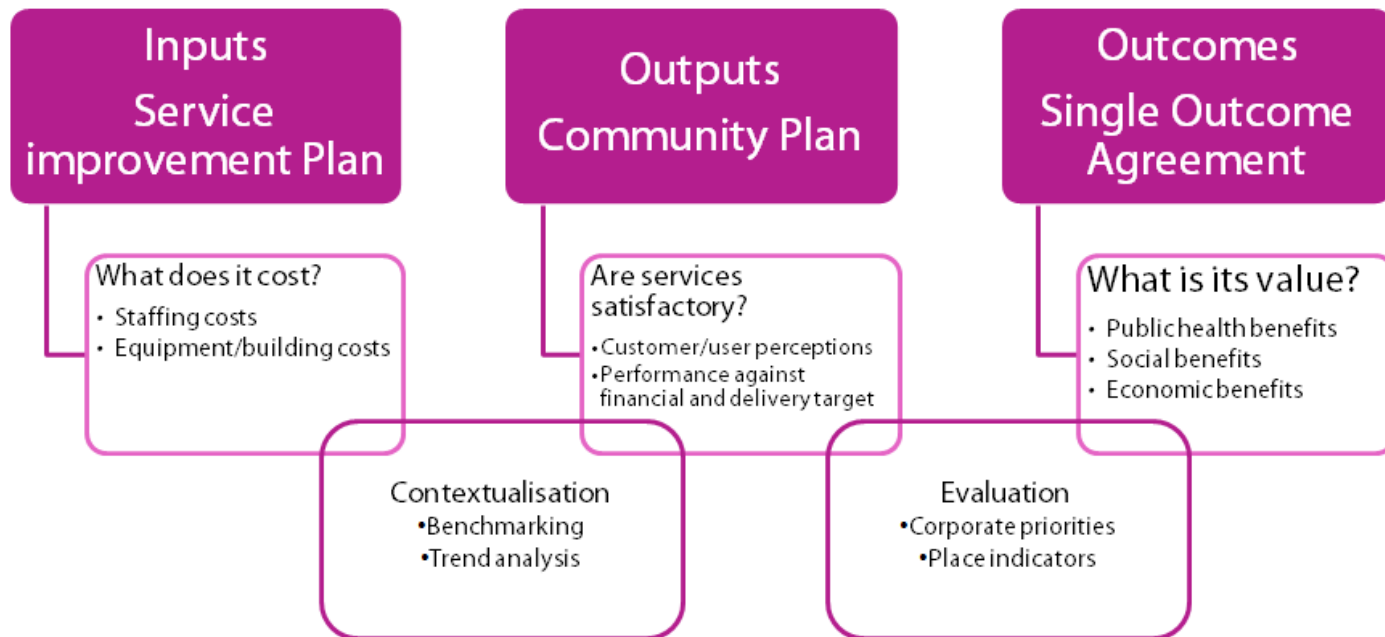 Inputs
Service
improvement Plan
Outputs
Community Plan
Outcomes
Single Outcome
Agreement
What does it cost?
• Staffing costs
• Equipment/building costs
Are services
satisfactory?
•Customer/user perceptions
•Performance against
financial and delivery target
What is its value?
• Public health benefits
• Social benefits
• Economic benefits
Contextualisation
•Benchmarking
•Trend analysis
Evaluation
•Corporate priorities
•Place indicators